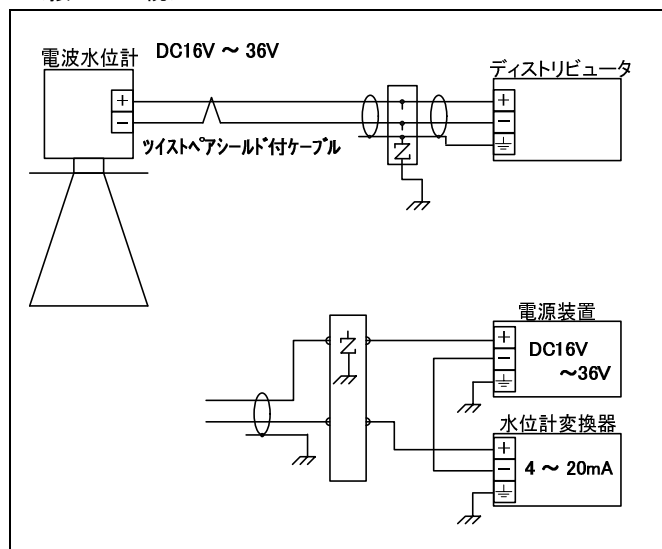 電波水位計
DC16V ～ 36V
+
−
ツイストペアシールド付ケーブル
ディストリビュータ
+
−
電源装置
+
−
DC16V
～36V
水位計変換器
+
−
4 ～ 20mA